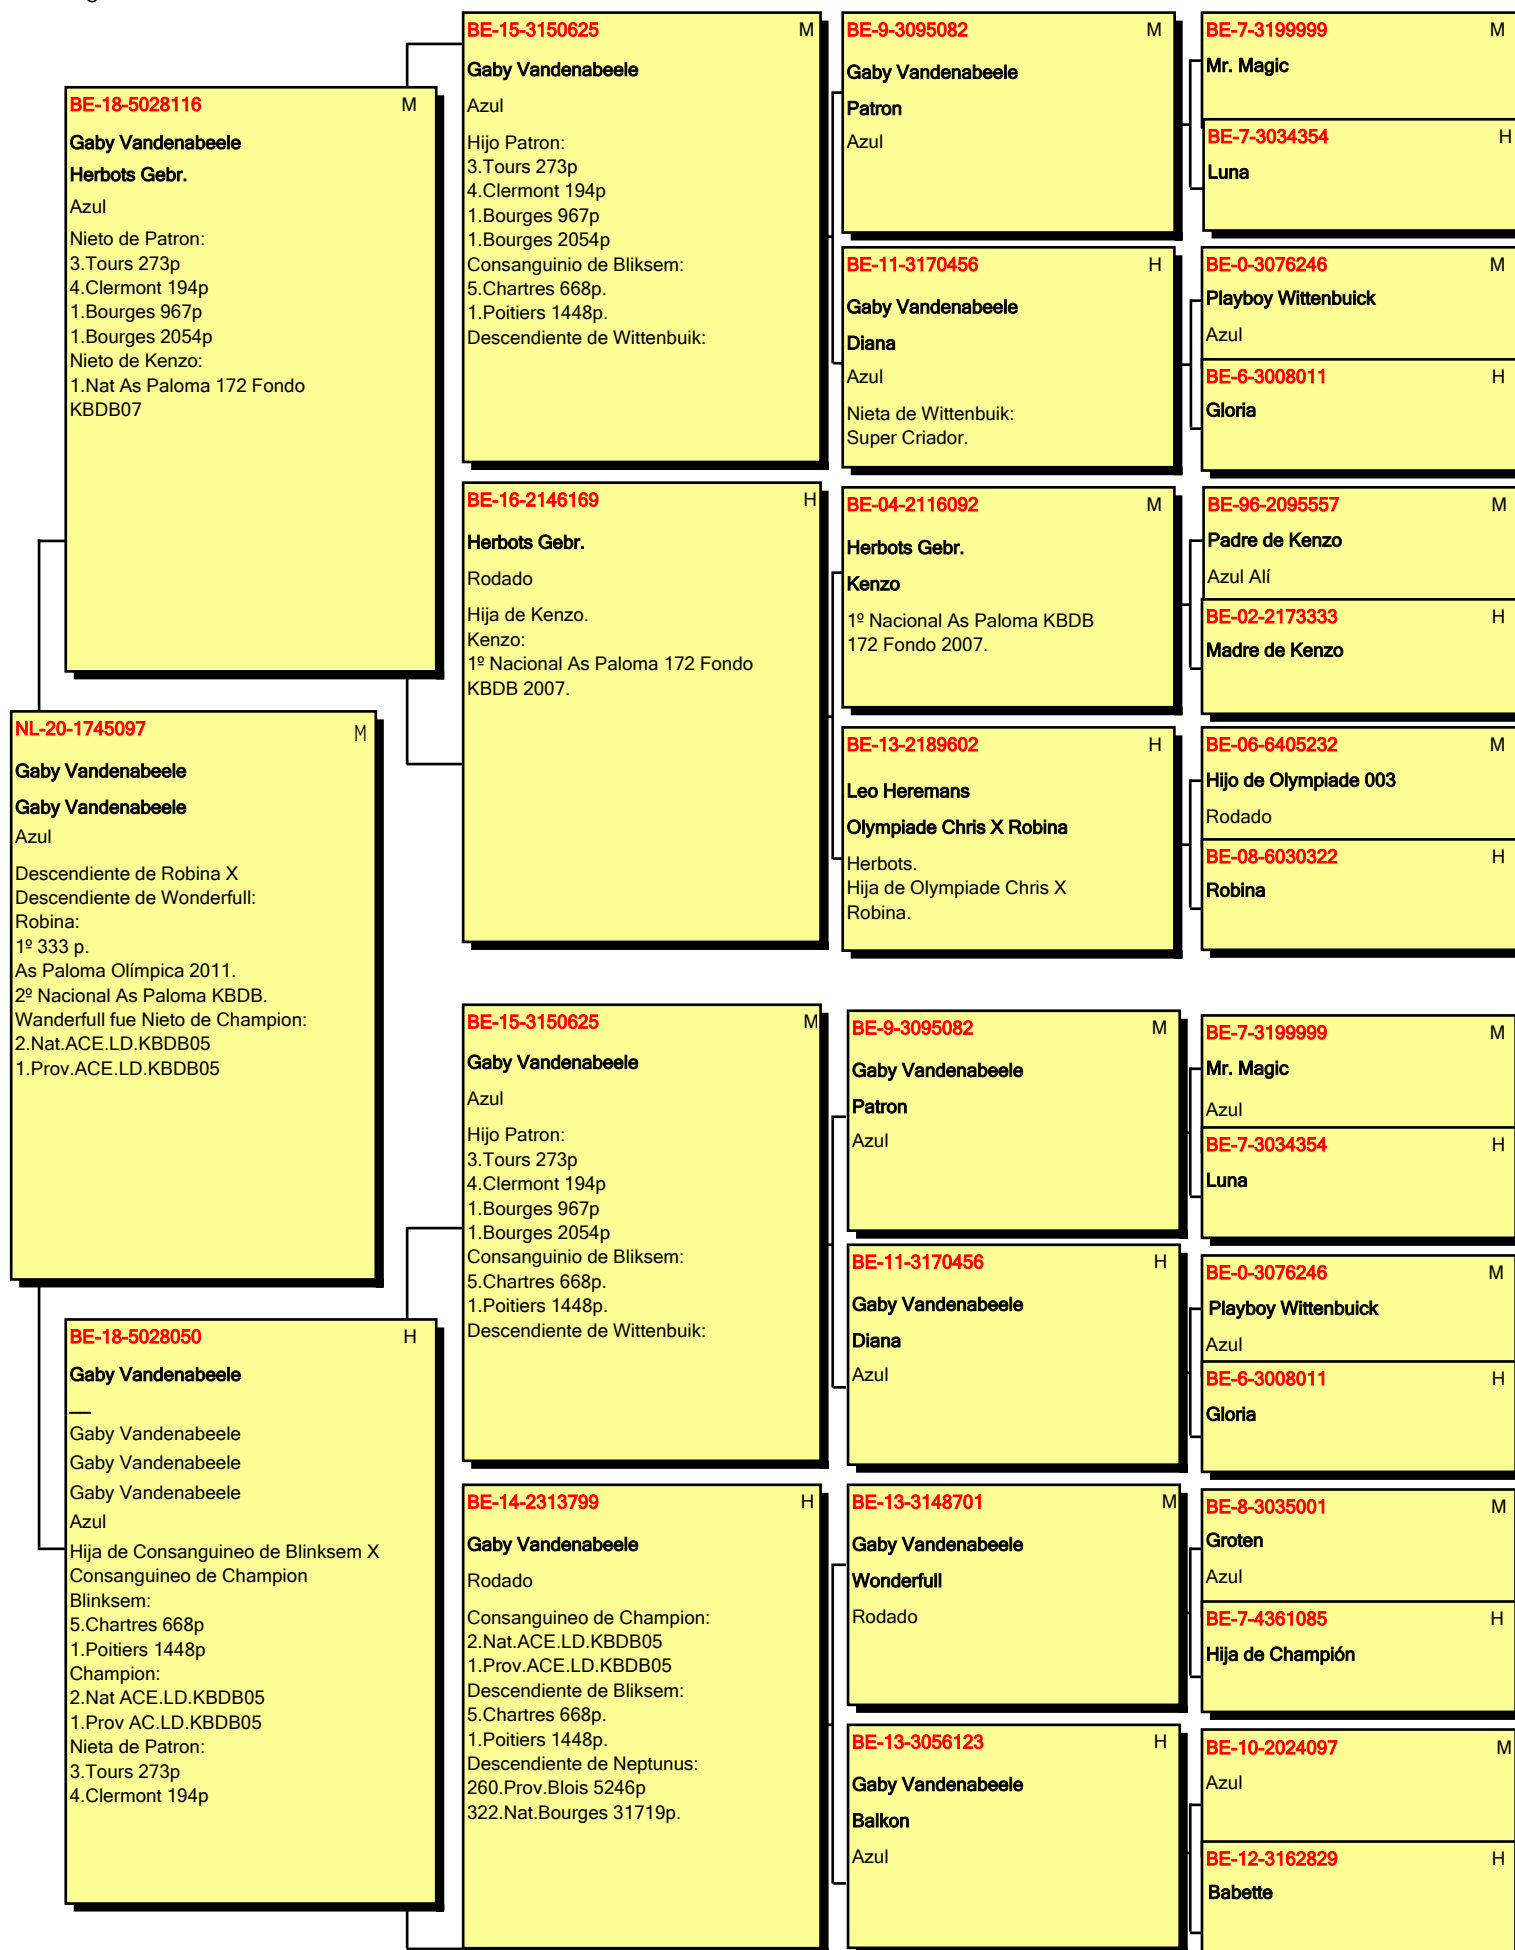 BE-18-5028116 M
Gaby Vandenabeele
Herbots Gebr.
Azul
Nieto de Patron:
3.Tours 273p
4.Clermont 194p
1.Bourges 967p
1.Bourges 2054p
Nieto de Kenzo:
1.Nat As Paloma 172 Fondo
KBDB07
NL-20-1745097 M
Gaby Vandenabeele
Gaby Vandenabeele
Azul
Descendiente de Robina X
Descendiente de Wonderfull:
Robina:
1º 333 p.
As Paloma Olímpica 2011.
2º Nacional As Paloma KBDB.
Wanderfull fue Nieto de Champion:
2.Nat.ACE.LD.KBDB05
1.Prov.ACE.LD.KBDB05
BE-18-5028050 H
Gaby Vandenabeele
__
Gaby Vandenabeele
Gaby Vandenabeele
Gaby Vandenabeele
Azul
Hija de Consanguineo de Blinksem X
Consanguineo de Champion
Blinksem:
5.Chartres 668p
1.Poitiers 1448p
Champion:
2.Nat ACE.LD.KBDB05
1.Prov AC.LD.KBDB05
Nieta de Patron:
3.Tours 273p
4.Clermont 194p
BE-15-3150625 M
Gaby Vandenabeele
Azul
Hijo Patron:
3.Tours 273p
4.Clermont 194p
1.Bourges 967p
1.Bourges 2054p
Consanguinio de Bliksem:
5.Chartres 668p.
1.Poitiers 1448p.
Descendiente de Wittenbuik:
BE-16-2146169 H
Herbots Gebr.
Rodado
Hija de Kenzo.
Kenzo:
1º Nacional As Paloma 172 Fondo
KBDB 2007.
BE-15-3150625 M
Gaby Vandenabeele
Azul
Hijo Patron:
3.Tours 273p
4.Clermont 194p
1.Bourges 967p
1.Bourges 2054p
Consanguinio de Bliksem:
5.Chartres 668p.
1.Poitiers 1448p.
Descendiente de Wittenbuik:
BE-14-2313799 H
Gaby Vandenabeele
Rodado
Consanguineo de Champion:
2.Nat.ACE.LD.KBDB05
1.Prov.ACE.LD.KBDB05
Descendiente de Bliksem:
5.Chartres 668p.
1.Poitiers 1448p.
Descendiente de Neptunus:
260.Prov.Blois 5246p
322.Nat.Bourges 31719p.
BE-9-3095082 M
Gaby Vandenabeele
Patron
Azul
BE-11-3170456 H
Gaby Vandenabeele
Diana
Azul
Nieta de Wittenbuik:
Super Criador.
BE-04-2116092 M
Herbots Gebr.
Kenzo
1º Nacional As Paloma KBDB
172 Fondo 2007.
BE-13-2189602 H
Leo Heremans
Olympiade Chris X Robina
Herbots.
Hija de Olympiade Chris X
Robina.
BE-9-3095082 M
Gaby Vandenabeele
Patron
Azul
BE-11-3170456 H
Gaby Vandenabeele
Diana
Azul
BE-13-3148701 M
Gaby Vandenabeele
Wonderfull
Rodado
BE-13-3056123 H
Gaby Vandenabeele
Balkon
Azul
BE-7-3199999 M
Mr. Magic
BE-7-3034354 H
Luna
BE-0-3076246 M
Playboy Wittenbuick
Azul
BE-6-3008011 H
Gloria
BE-96-2095557 M
Padre de Kenzo
Azul Alí
BE-02-2173333 H
Madre de Kenzo
BE-06-6405232 M
Hijo de Olympiade 003
Rodado
BE-08-6030322 H
Robina
BE-7-3199999 M
Mr. Magic
Azul
BE-7-3034354 H
Luna
BE-0-3076246 M
Playboy Wittenbuick
Azul
BE-6-3008011 H
Gloria
BE-8-3035001 M
Groten
Azul
BE-7-4361085 H
Hija de Champión
BE-10-2024097 M
Azul
BE-12-3162829 H
Babette